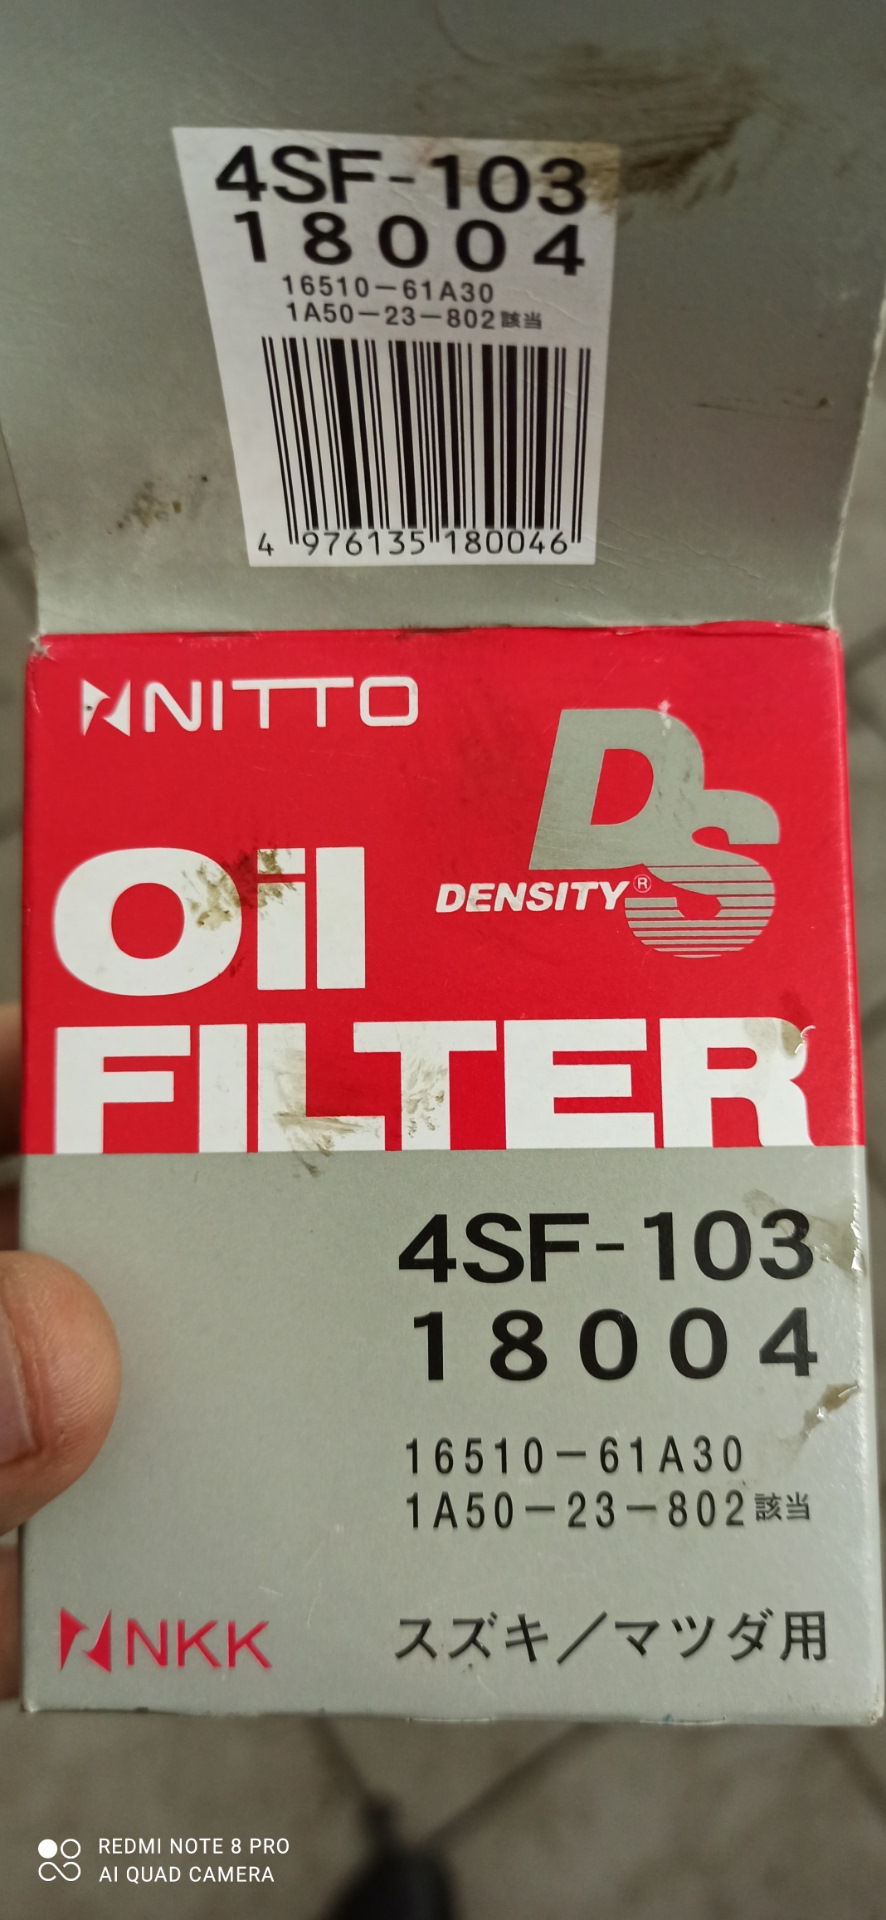 4SF-103
18004
16510-61A30
1A50-23-802該当
4 976135 180046
NITTO
DS
DENSITY®
Oil
FILTER
4SF-103
18004
16510-61A30
1A50-23-802該当
NKK
スズキ/マツダ用
REDMI NOTE 8 PRO
AI QUAD CAMERA